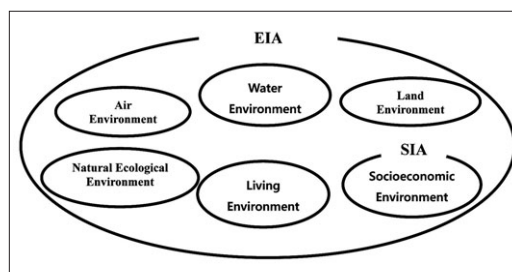 EIA
Air
Environment
Water
Environment
Land
Environment
Natural Ecological
Environment
Living
Environment
SIA
Socioeconomic
Environment